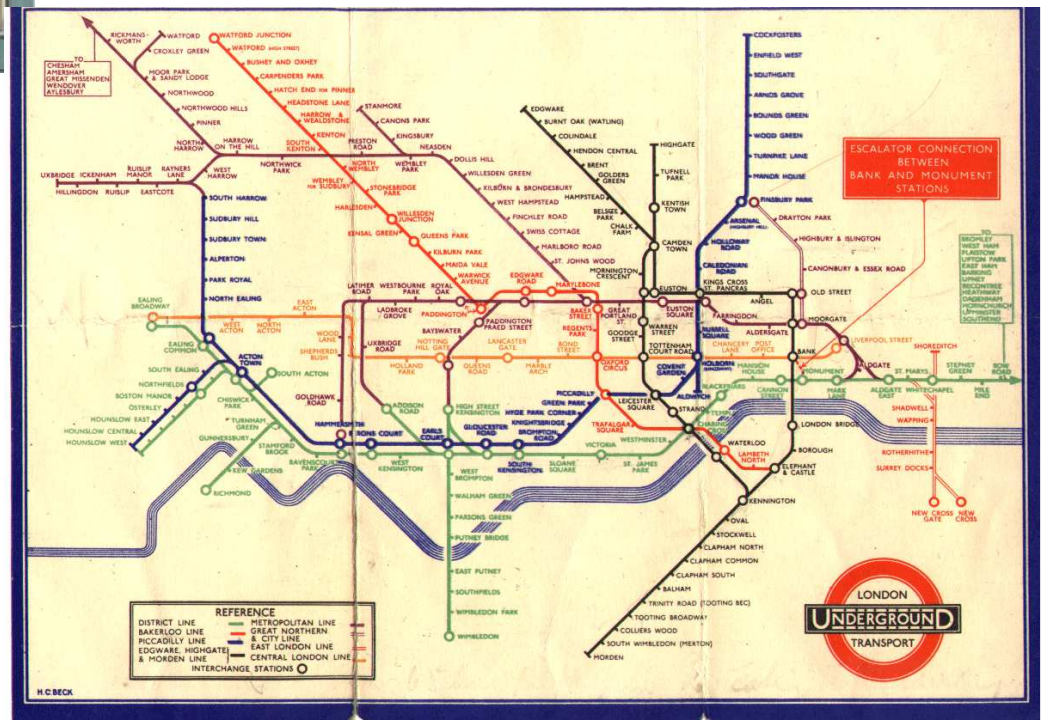 RICKMANS-
WORTH
WATFORD
CROXLEY GREEN
TO
CHESHAM
AMERSHAM
GREAT MISSENDEN
WENDOVER
AYLESBURY
MOOR PARK
& SANDY LODGE
NORTHWOOD
NORTHWOOD HILLS
PINNER
NORTH
HARROW
HARROW
ON THE HILL
NORTHWICK
PARK
PRESTON
ROAD
WEMBLEY
PARK
NEASDEN
KINGSBURY
CANONS PARK
STANMORE
WATFORD JUNCTION
WATFORD (HIGH STREET)
BUSHEY AND OXHEY
CARPENDERS PARK
HATCH END FOR PINNER
HEADSTONE LANE
HARROW &
WEALDSTONE
KENTON
SOUTH
KENTON
NORTH
WEMBLEY
WEMBLEY
FOR SUDBURY
STONEBRIDGE
PARK
HARLESDEN
WILLESDEN
JUNCTION
KENSAL GREEN
QUEENS PARK
KILBURN PARK
MAIDA VALE
WARWICK
AVENUE
DOLLIS HILL
WILLESDEN GREEN
KILBURN & BRONDESBURY
WEST HAMPSTEAD
FINCHLEY ROAD
SWISS COTTAGE
MARLBORO ROAD
ST. JOHNS WOOD
EDGWARE
BURNT OAK (WATLING)
COLINDALE
HENDON CENTRAL
BRENT
GOLDERS
GREEN
HAMPSTEAD
BELSIZE
PARK
CHALK
FARM
CAMDEN
TOWN
HIGHGATE
TUFNELL
PARK
KENTISH
TOWN
MORNINGTON
CRESCENT
EUSTON
COCKFOSTERS
ENFIELD WEST
SOUTHGATE
ARNOS GROVE
BOUNDS GREEN
WOOD GREEN
TURNPIKE LANE
MANOR HOUSE
FINSBURY PARK
ARSENAL
(HIGHBURY HILL)
HOLLOWAY
ROAD
CALEDONIAN
ROAD
KINGS CROSS
ST. PANCRAS
DRAYTON PARK
HIGHBURY & ISLINGTON
CANONBURY & ESSEX ROAD
OLD STREET
ANGEL
MOORGATE
ESCALATOR CONNECTION
BETWEEN
BANK AND MONUMENT
STATIONS
TO
BROMLEY
WEST HAM
PLAISTOW
UPTON PARK
EAST HAM
BARKING
UPNEY
BECONTREE
HEATHWAY
DAGENHAM
HORNCHURCH
UPMINSTER
SOUTHEND
UXBRIDGE
ICKENHAM
RUISLIP
MANOR
RAYNERS
LANE
HILLINGDON
RUISLIP
EASTCOTE
WEST
HARROW
SOUTH HARROW
SUDBURY HILL
SUDBURY TOWN
ALPERTON
PARK ROYAL
NORTH EALING
EALING
BROADWAY
EALING
COMMON
WEST
ACTON
NORTH
ACTON
EAST
ACTON
WOOD
LANE
SHEPHERDS
BUSH
LATIMER
ROAD
LADBROKE
GROVE
WESTBOURNE
PARK
ROYAL
OAK
PADDINGTON
EDGWARE
ROAD
MARYLEBONE
PADDINGTON
PRAED STREET
BAYSWATER
UXBRIDGE
ROAD
NOTTING
HILL GATE
HOLLAND
PARK
LANCASTER
GATE
QUEENS
ROAD
MARBLE
ARCH
BOND
STREET
BAKER
STREET
REGENTS
PARK
OXFORD
CIRCUS
GREAT
PORTLAND
ST.
EUSTON
SQUARE
WARREN
STREET
GOODGE
STREET
TOTTENHAM
COURT ROAD
RUSSELL
SQUARE
FARRINGDON
ALDERSGATE
CHANCERY
LANE
POST
OFFICE
HOLBORN
(KINGSWAY)
BANK
LIVERPOOL STREET
SHOREDITCH
MONUMENT
ALDGATE
ST. MARYS
STEPNEY
GREEN
BOW
ROAD
MANSION
HOUSE
CANNON
STREET
MARK
LANE
ALDGATE
EAST
WHITECHAPEL
MILE
END
SHADWELL
WAPPING
ROTHERHITHE
SURREY DOCKS
NEW CROSS
GATE
NEW
CROSS
SOUTH EALING
NORTHFIELDS
BOSTON MANOR
OSTERLEY
HOUNSLOW EAST
HOUNSLOW CENTRAL
HOUNSLOW WEST
ACTON
TOWN
SOUTH ACTON
CHISWICK
PARK
TURNHAM
GREEN
GUNNERSBURY
STAMFORD
BROOK
KEW GARDENS
RICHMOND
RAVENSCOURT
PARK
GOLDHAWK
ROAD
HAMMERSMITH
BARONS COURT
WEST
KENSINGTON
ADDISON
ROAD
HIGH STREET
KENSINGTON
EARLS
COURT
GLOUCESTER
ROAD
SOUTH
KENSINGTON
KNIGHTSBRIDGE
BROMPTON
ROAD
HYDE PARK CORNER
GREEN PARK
PICCADILLY
SLOANE
SQUARE
VICTORIA
ST. JAMES
PARK
WESTMINSTER
LEICESTER
SQUARE
COVENT
GARDEN
TRAFALGAR
SQUARE
STRAND
ALDWYCH
BLACKFRIARS
TEMPLE
CHARING
CROSS
WATERLOO
LAMBETH
NORTH
LONDON BRIDGE
BOROUGH
ELEPHANT
& CASTLE
KENNINGTON
OVAL
STOCKWELL
CLAPHAM NORTH
CLAPHAM COMMON
CLAPHAM SOUTH
BALHAM
TRINITY ROAD (TOOTING BEC)
TOOTING BROADWAY
COLLIERS WOOD
SOUTH WIMBLEDON (MERTON)
MORDEN
WEST
BROMPTON
WALHAM GREEN
PARSONS GREEN
PUTNEY BRIDGE
EAST PUTNEY
SOUTHFIELDS
WIMBLEDON PARK
WIMBLEDON
REFERENCE
DISTRICT LINE
BAKERLOO LINE
PICCADILLY LINE
EDGWARE, HIGHGATE
& MORDEN LINE
METROPOLITAN LINE
GREAT NORTHERN
& CITY LINE
EAST LONDON LINE
CENTRAL LONDON LINE
INTERCHANGE STATIONS
LONDON
UNDERGROUND
TRANSPORT
H.C.BECK